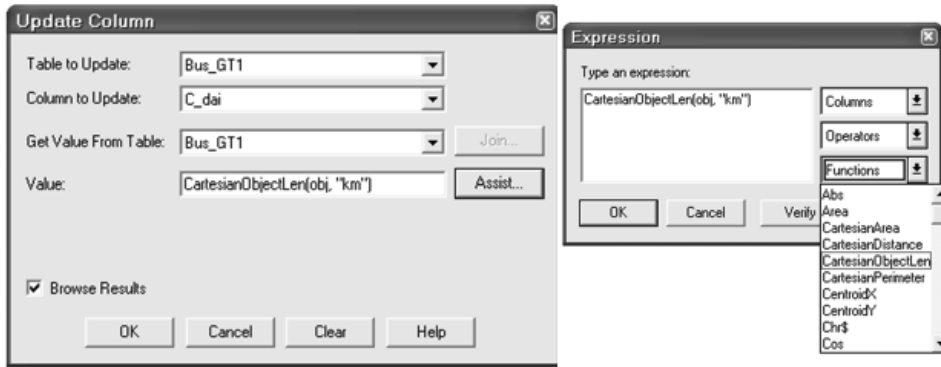 Update Column
Table to Update: Bus_GT1
Column to Update: C_dai
Get Value From Table: Bus_GT1 Join...
Value: CartesianObjectLen(obj, "km") Assist...
Browse Results
OK Cancel Clear Help
Expression
Type an expression:
CartesianObjectLen(obj, "km")
Columns
Operators
Functions
OK Cancel Verify
Abs
Area
CartesianArea
CartesianDistance
CartesianObjectLen
CartesianPerimeter
CentroidX
CentroidY
Chr$
Cos